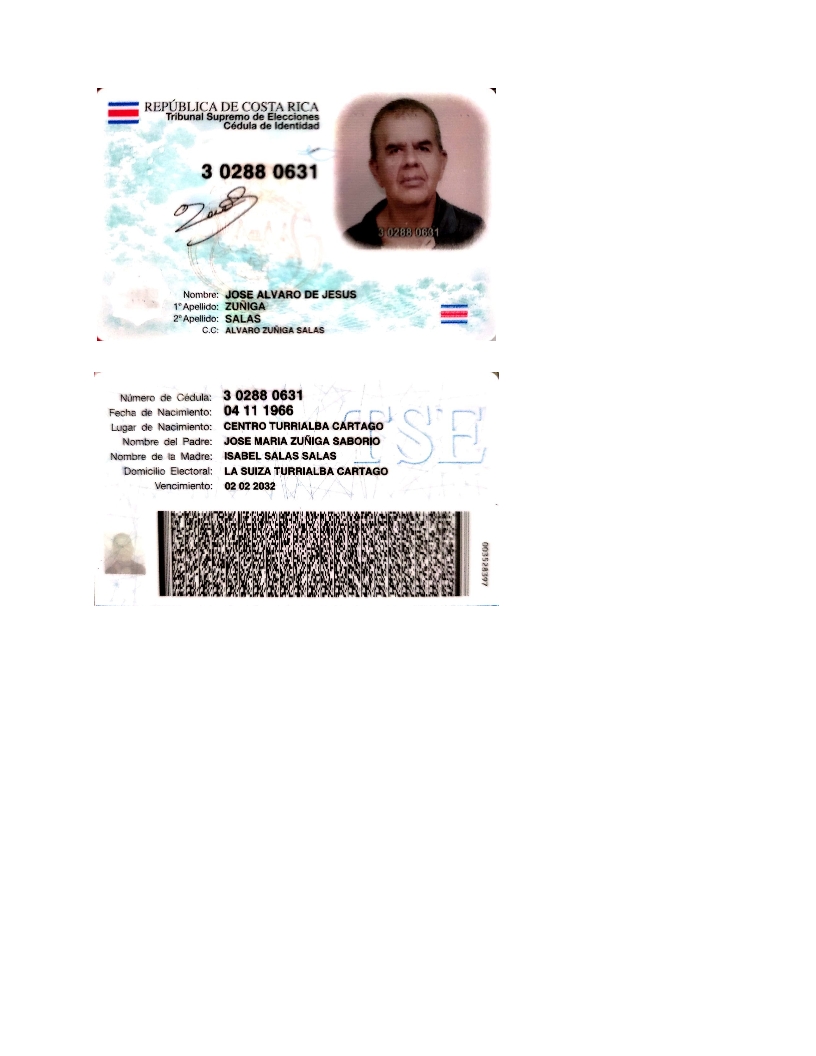 REPÚBLICA DE COSTA RICA
Tribunal Supremo de Elecciones
Cédula de Identidad
3 0288 0631
3 0288 0631
Nombre: JOSE ALVARO DE JESUS
1º Apellido: ZUÑIGA
2º Apellido: SALAS
C.C: ALVARO ZUÑIGA SALAS
Número de Cédula: 3 0288 0631
Fecha de Nacimiento: 04 11 1966
Lugar de Nacimiento: CENTRO TURRIALBA CARTAGO
Nombre del Padre: JOSE MARIA ZUÑIGA SABORIO
Nombre de la Madre: ISABEL SALAS SALAS
Domicilio Electoral: LA SUIZA TURRIALBA CARTAGO
Vencimiento: 02 02 2032
TSE
003528397